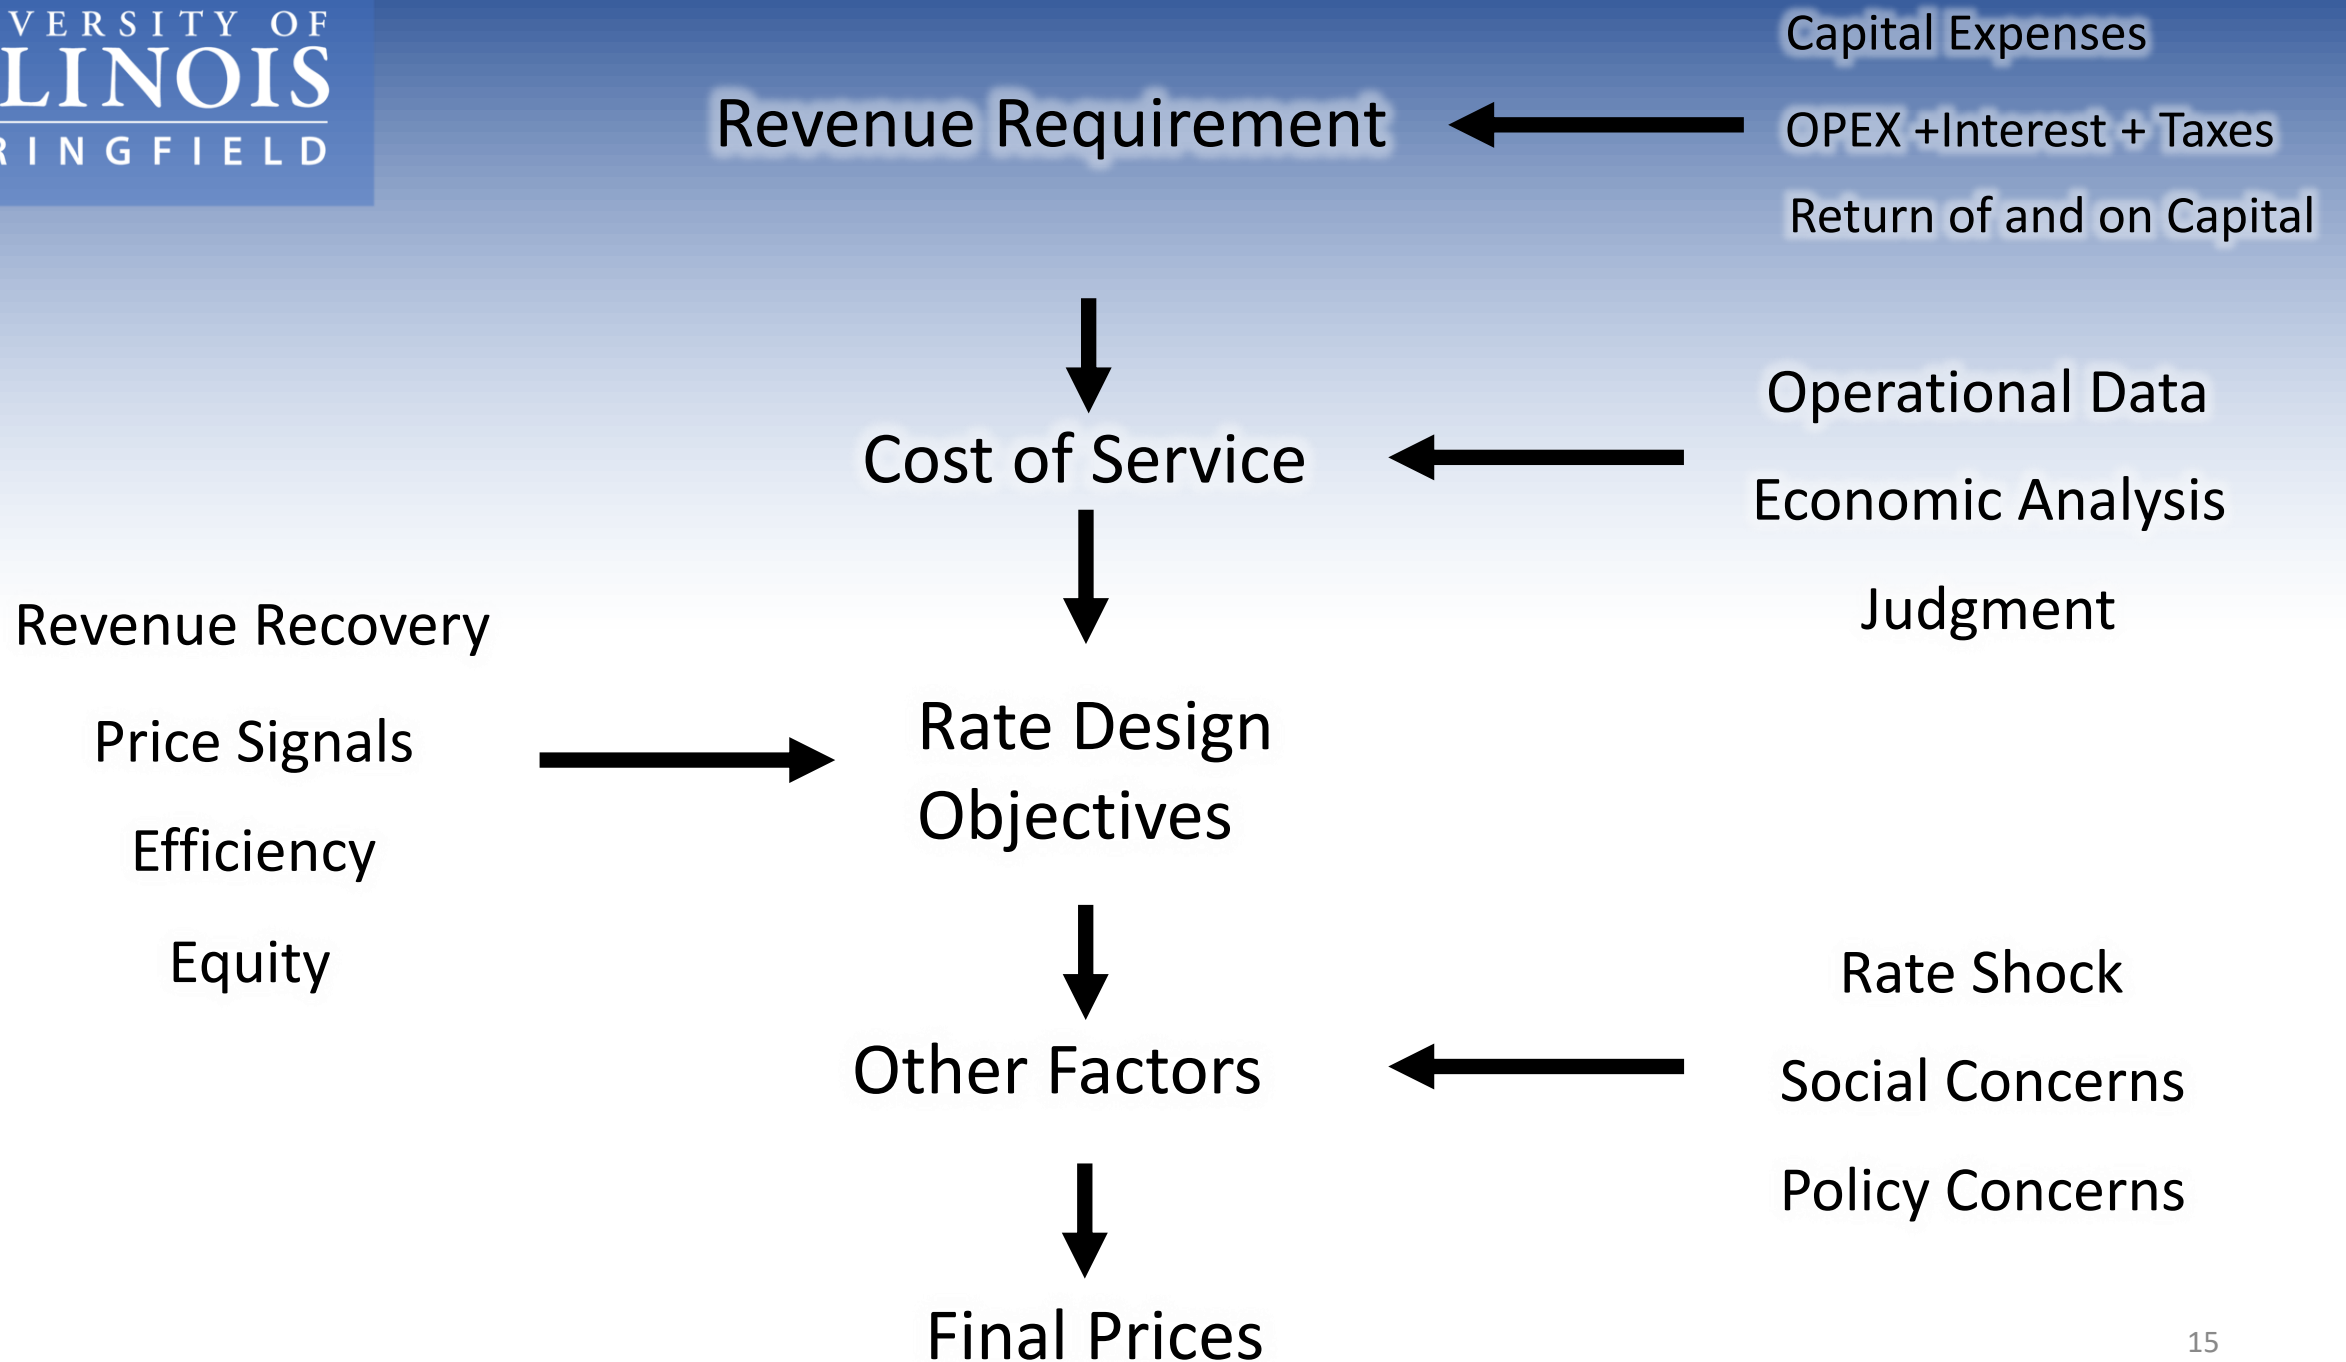 VERSITY OF
LINOIS
RINGFIELD
Capital Expenses
Revenue Requirement
OPEX +Interest + Taxes
Return of and on Capital
Operational Data
Cost of Service
Economic Analysis
Judgment
Revenue Recovery
Price Signals
Efficiency
Equity
Rate Design
Objectives
Rate Shock
Other Factors
Social Concerns
Policy Concerns
Final Prices
15